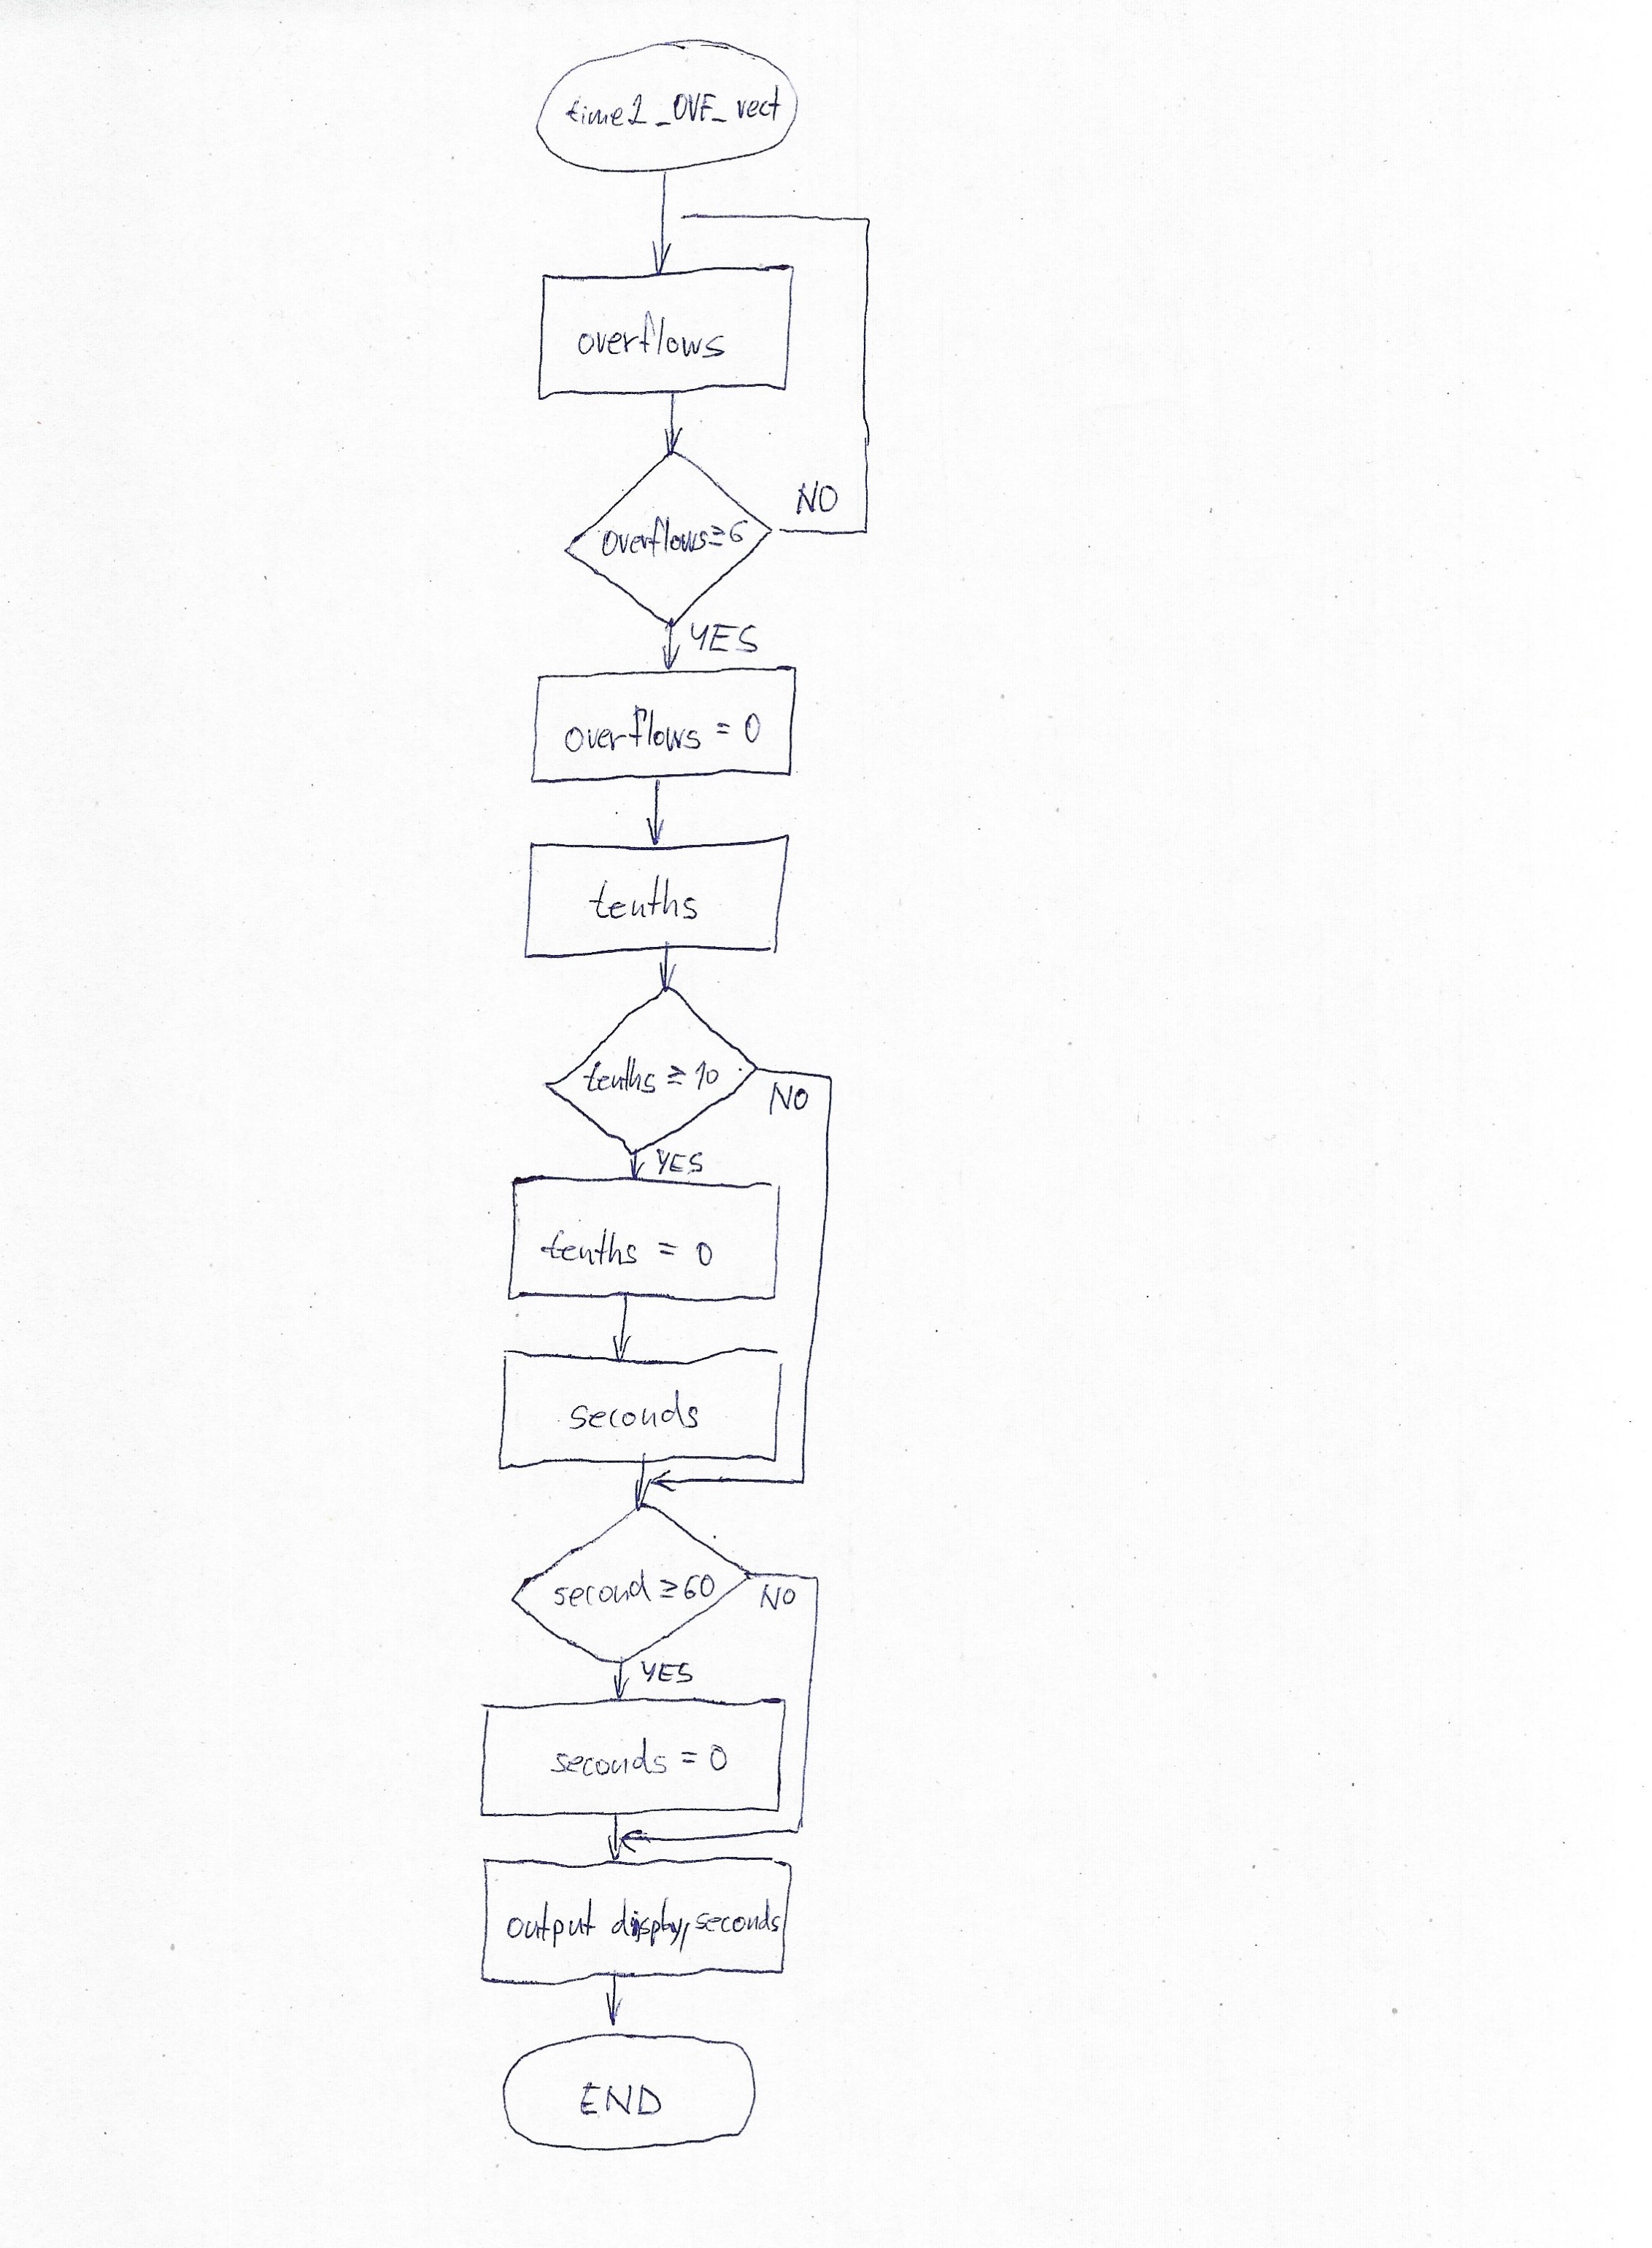 time2_OVF_vect
overflows
NO
overflows≥6
YES
overflows = 0
tenths
tenths ≥ 10
NO
YES
tenths = 0
seconds
second ≥ 60
NO
YES
seconds = 0
output display, seconds
END